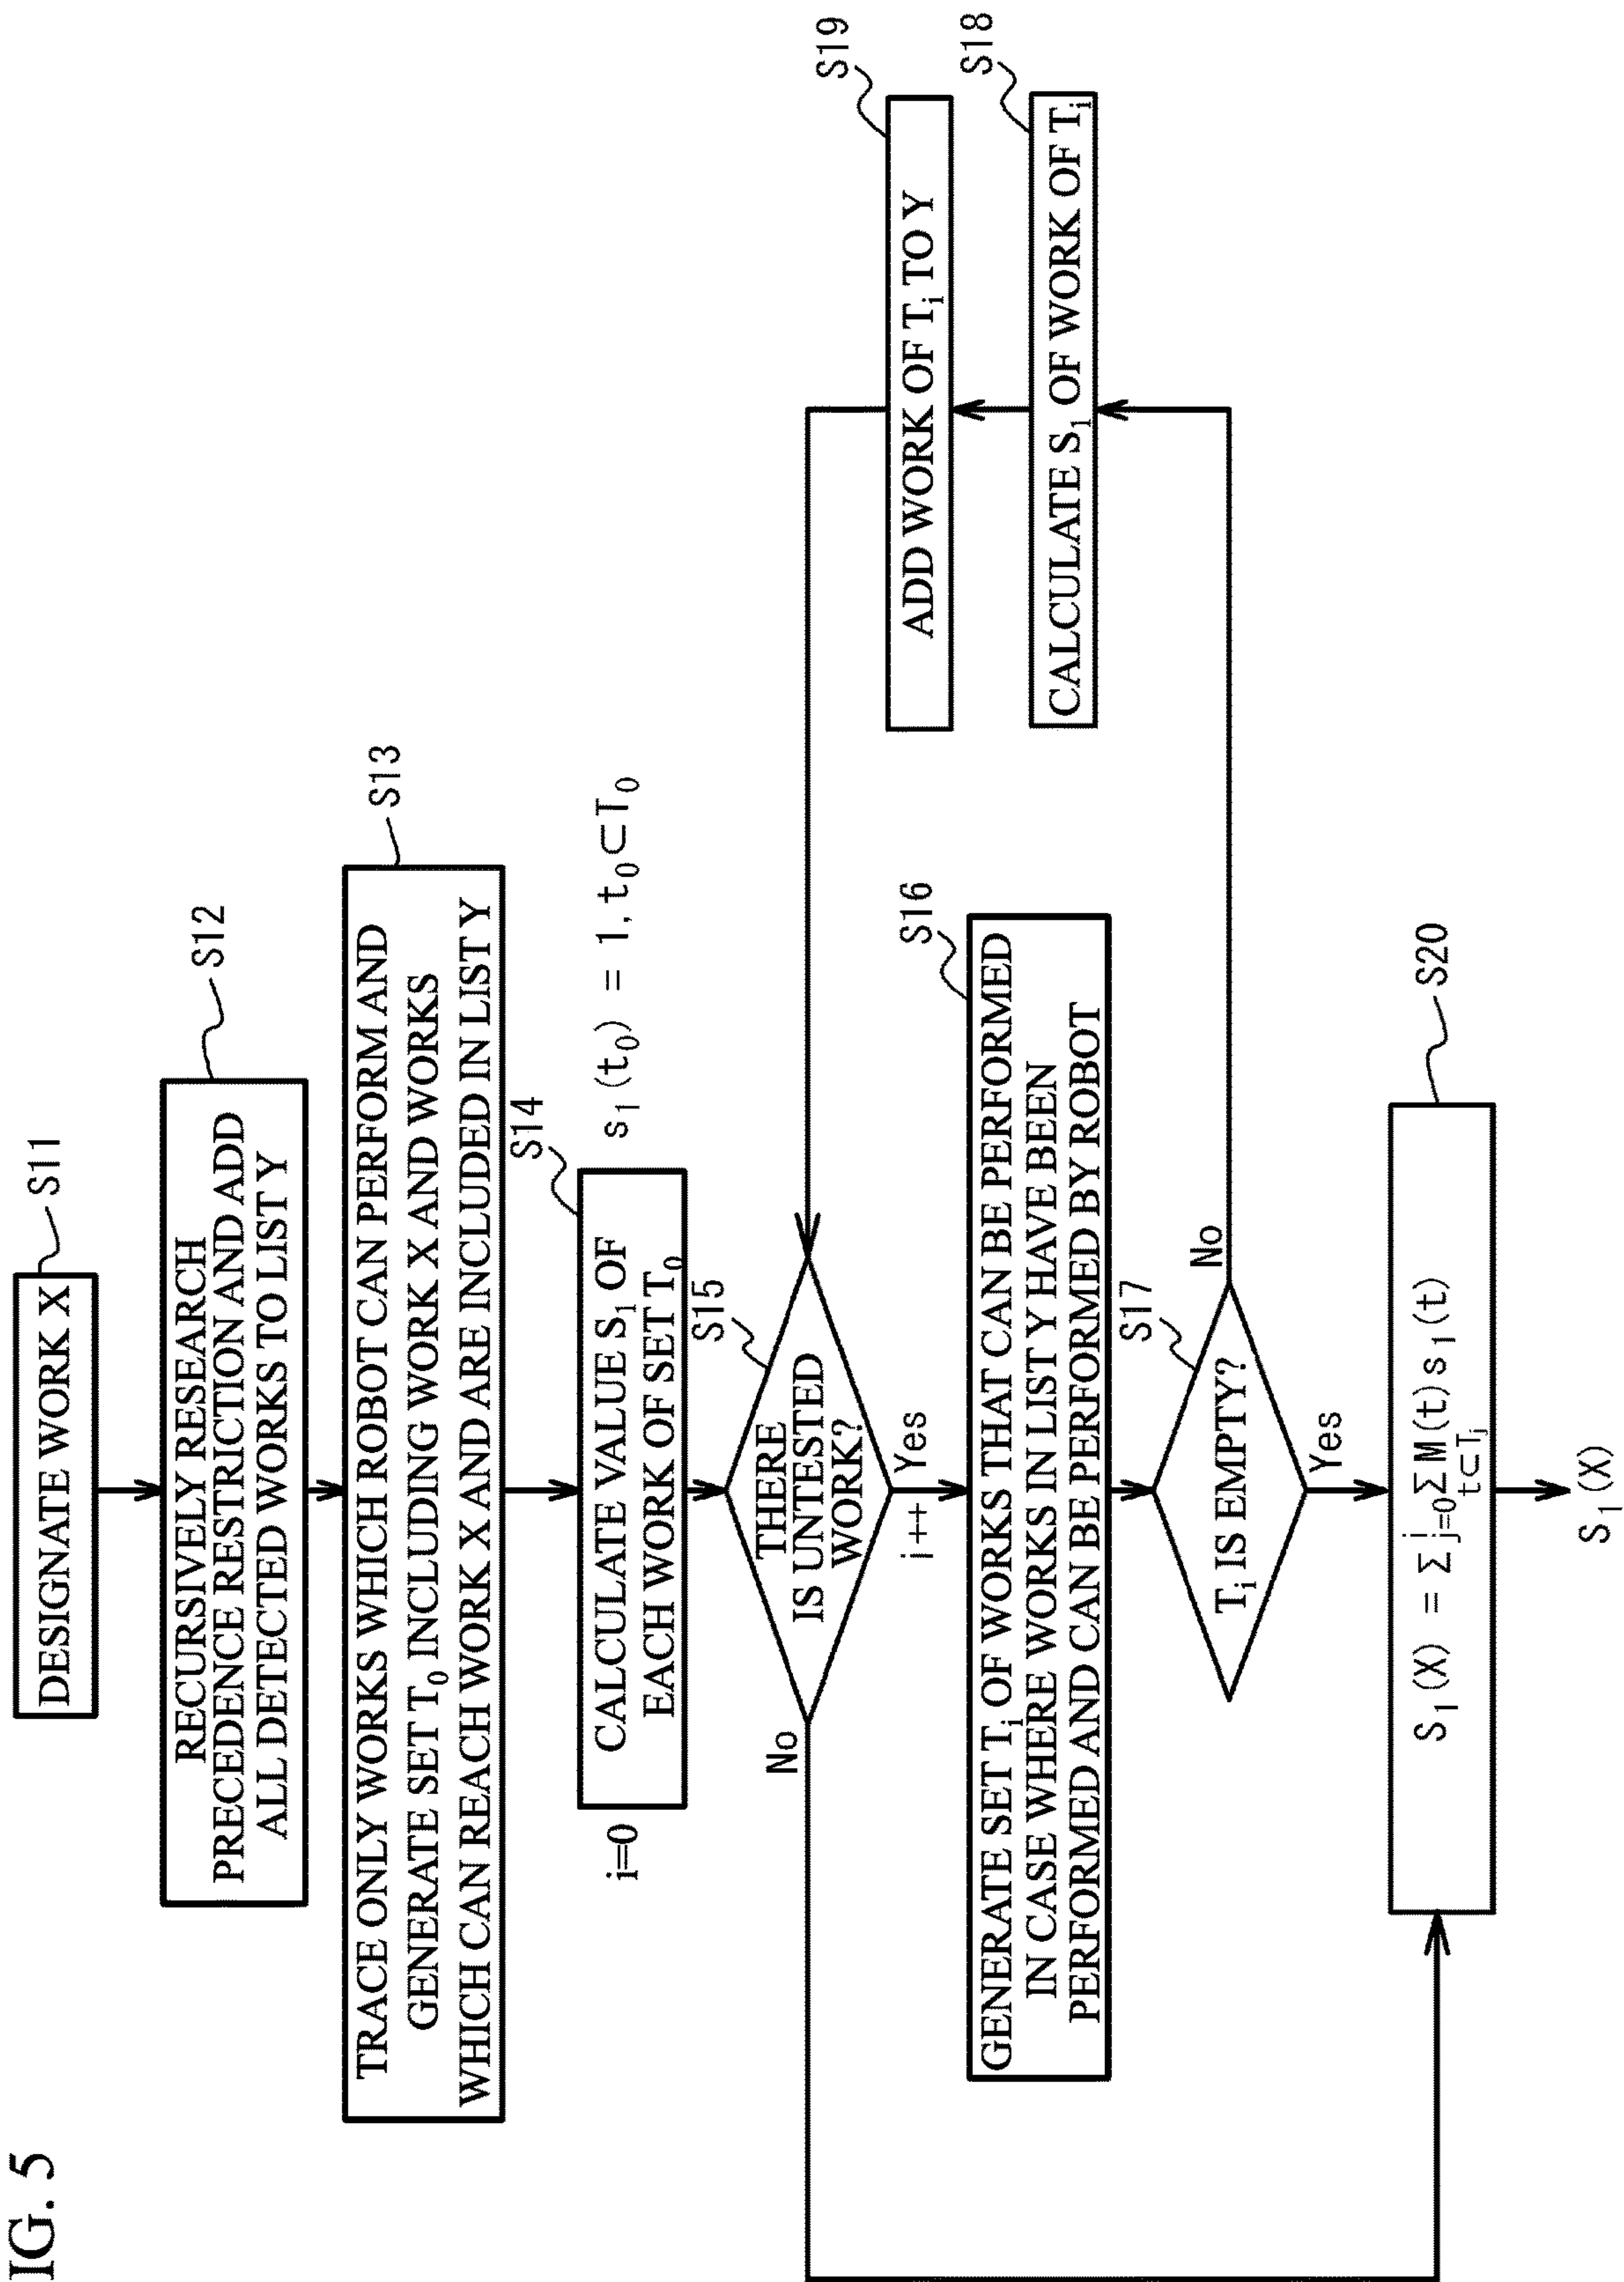 IG. 5
DESIGNATE WORK X
S11
RECURSIVELY RESEARCH
PRECEDENCE RESTRICTION AND ADD
ALL DETECTED WORKS TO LIST Y
S12
TRACE ONLY WORKS WHICH ROBOT CAN PERFORM AND
GENERATE SET T₀ INCLUDING WORK X AND WORKS
WHICH CAN REACH WORK X AND ARE INCLUDED IN LIST Y
S13
i=0
CALCULATE VALUE S₁ OF
EACH WORK OF SET T₀
S14
s₁(t₀) = 1, t₀⊂T₀
THERE
IS UNTESTED
WORK?
S15
No
i++
Yes
GENERATE SET Tᵢ OF WORKS THAT CAN BE PERFORMED
IN CASE WHERE WORKS IN LIST Y HAVE BEEN
PERFORMED AND CAN BE PERFORMED BY ROBOT
S16
Tᵢ IS EMPTY?
S17
No
Yes
CALCULATE S₁ OF WORK OF Tᵢ
S18
ADD WORK OF Tᵢ TO Y
S19
S₁(X) = Σʲⱼ₌₀ Σ M(t)s₁(t)
t⊂Tⱼ
S20
S₁(X)